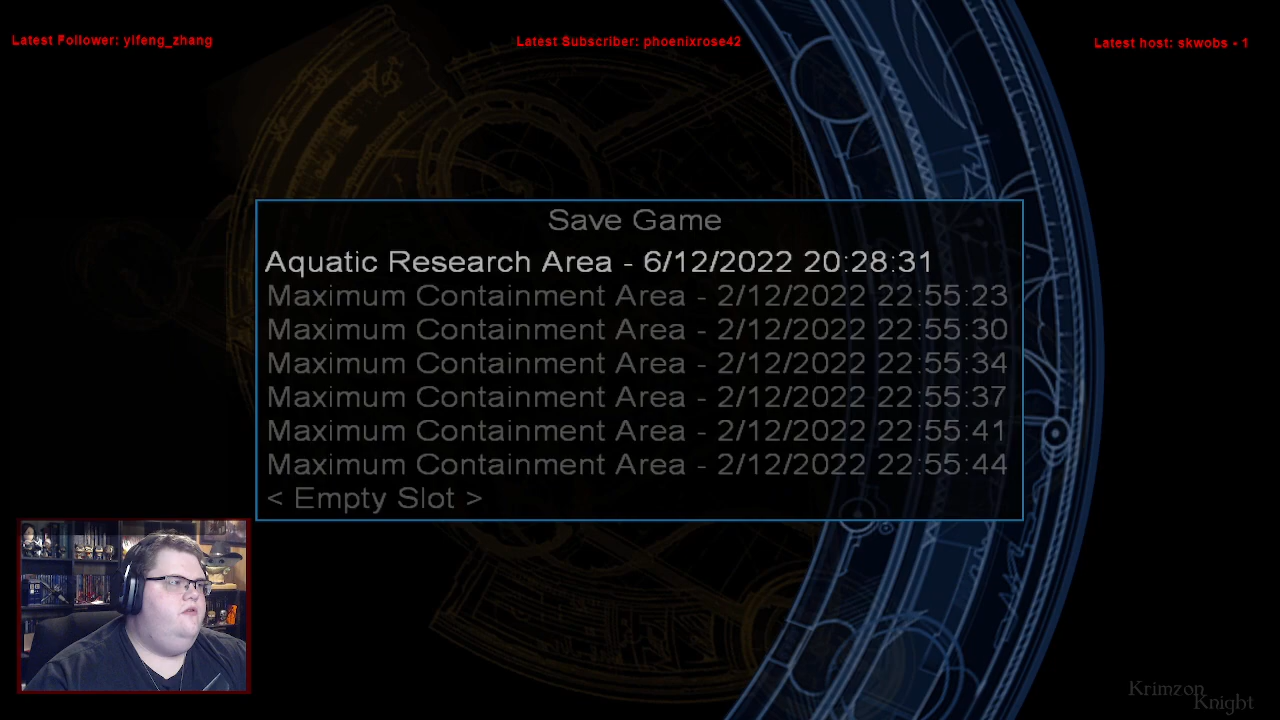 Latest Follower: yifeng_zhang
Latest Subscriber: phoenixrose42
Latest host: skwobs - 1
Save Game
Aquatic Research Area - 6/12/2022 20:28:31
Maximum Containment Area - 2/12/2022 22:55:23
Maximum Containment Area - 2/12/2022 22:55:30
Maximum Containment Area - 2/12/2022 22:55:34
Maximum Containment Area - 2/12/2022 22:55:37
Maximum Containment Area - 2/12/2022 22:55:41
Maximum Containment Area - 2/12/2022 22:55:44
< Empty Slot >
Krimzon
Knight